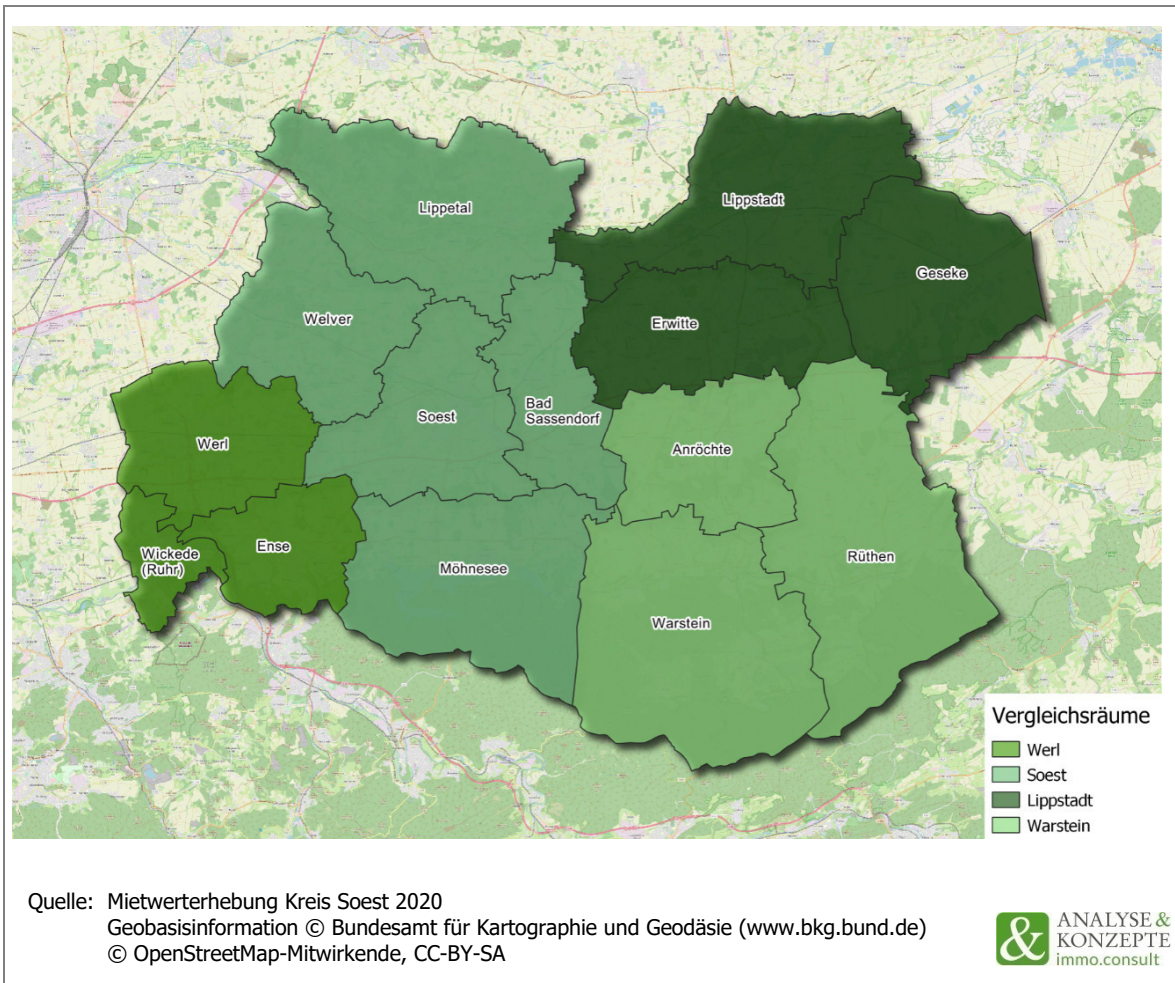 Lippetal
Lippstadt
Geseke
Welver
Erwitte
Bad
Sassendorf
Soest
Werl
Anröchte
Wickede
(Ruhr)
Ense
Möhnesee
Rüthen
Warstein
Vergleichsräume
Werl
Soest
Lippstadt
Warstein
Quelle: Mietwerterhebung Kreis Soest 2020
Geobasisinformation © Bundesamt für Kartographie und Geodäsie (www.bkg.bund.de)
© OpenStreetMap-Mitwirkende, CC-BY-SA
&
ANALYSE &
KONZEPTE
immo.consult